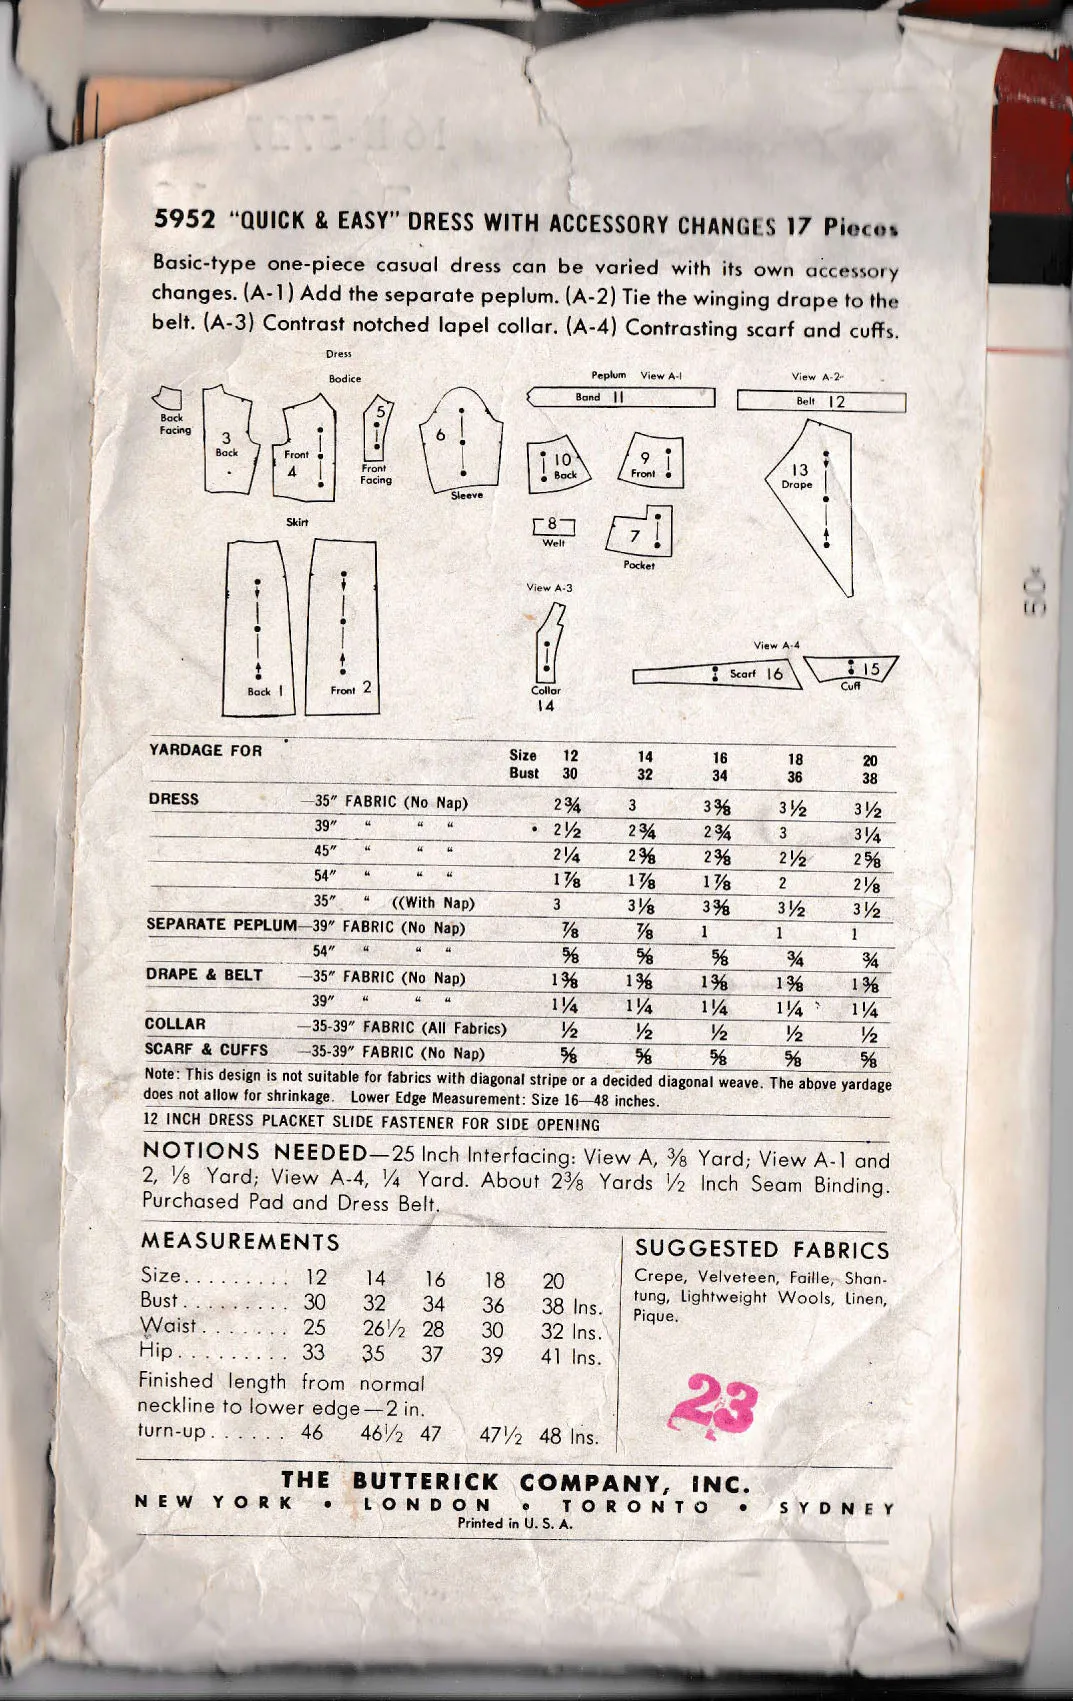 5952 "QUICK & EASY" DRESS WITH ACCESSORY CHANGES 17 Pieces
Basic-type one-piece casual dress can be varied with its own accessory
changes. (A-1) Add the separate peplum. (A-2) Tie the winging drape to the
belt. (A-3) Contrast notched lapel collar. (A-4) Contrasting scarf and cuffs.
Dress
Bodice
Back
Facing
3
Back
Front
4
5
Front
Facing
6
Sleeve
Peplum View A-1
Band 11
10
Back
9
Front
8
Welt
7
Pocket
View A-2
Belt 12
13
Drape
Skirt
Back 1
Front 2
View A-3
Collar
14
View A-4
Scarf 16
15
Cuff
YARDAGE FOR Size 12 14 16 18 20
Bust 30 32 34 36 38
DRESS —35" FABRIC (No Nap) 2¾ 3 3⅜ 3½ 3½
39" " " " 2½ 2¾ 2¾ 3 3¼
45" " " " 2¼ 2⅜ 2⅜ 2½ 2⅝
54" " " " 1⅞ 1⅞ 1⅞ 2 2⅛
35" " ((With Nap) 3 3⅛ 3⅜ 3½ 3½
SEPARATE PEPLUM—39" FABRIC (No Nap) ⅞ ⅞ 1 1 1
54" " " " ⅝ ⅝ ⅝ ¾ ¾
DRAPE & BELT —35" FABRIC (No Nap) 1⅜ 1⅜ 1⅜ 1⅜ 1⅜
39" " " " 1¼ 1¼ 1¼ 1¼ 1¼
COLLAR —35-39" FABRIC (All Fabrics) ½ ½ ½ ½ ½
SCARF & CUFFS —35-39" FABRIC (No Nap) ⅝ ⅝ ⅝ ⅝ ⅝
Note: This design is not suitable for fabrics with diagonal stripe or a decided diagonal weave. The above yardage
does not allow for shrinkage. Lower Edge Measurement: Size 16—48 inches.
12 INCH DRESS PLACKET SLIDE FASTENER FOR SIDE OPENING
NOTIONS NEEDED—25 Inch Interfacing: View A, ⅜ Yard; View A-1 and
2, ⅛ Yard; View A-4, ¼ Yard. About 2⅜ Yards ½ Inch Seam Binding.
Purchased Pad and Dress Belt.
MEASUREMENTS
Size......... 12 14 16 18 20
Bust......... 30 32 34 36 38 Ins.
Waist....... 25 26½ 28 30 32 Ins.
Hip.......... 33 35 37 39 41 Ins.
Finished length from normal
neckline to lower edge—2 in.
turn-up...... 46 46½ 47 47½ 48 Ins.
SUGGESTED FABRICS
Crepe, Velveteen, Faille, Shan-
tung, Lightweight Wools, Linen,
Pique.
23
THE BUTTERICK COMPANY, INC.
NEW YORK • LONDON • TORONTO • SYDNEY
Printed in U. S. A.
50¢